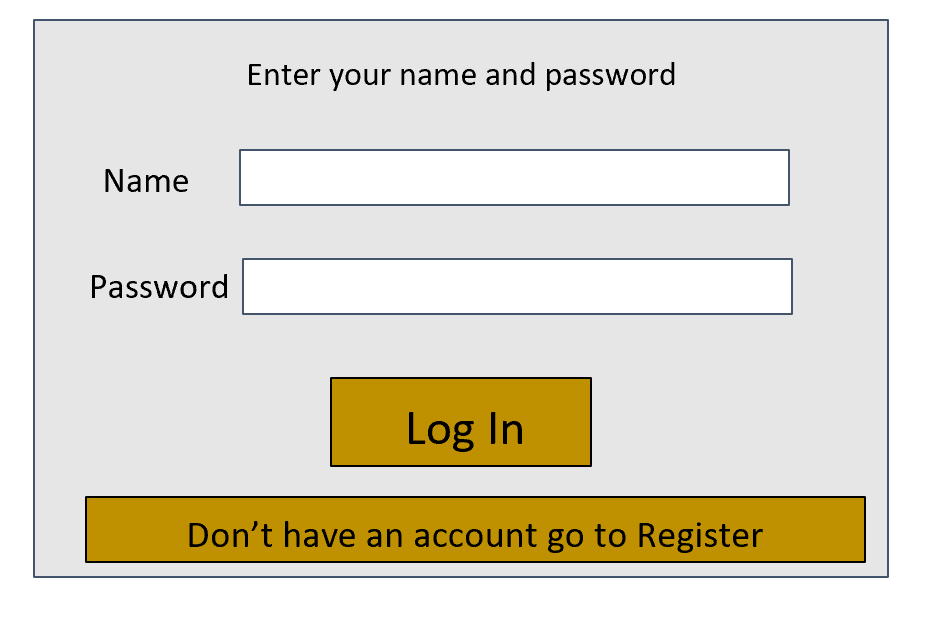 Enter your name and password
Name
Password
Log In
Don’t have an account go to Register